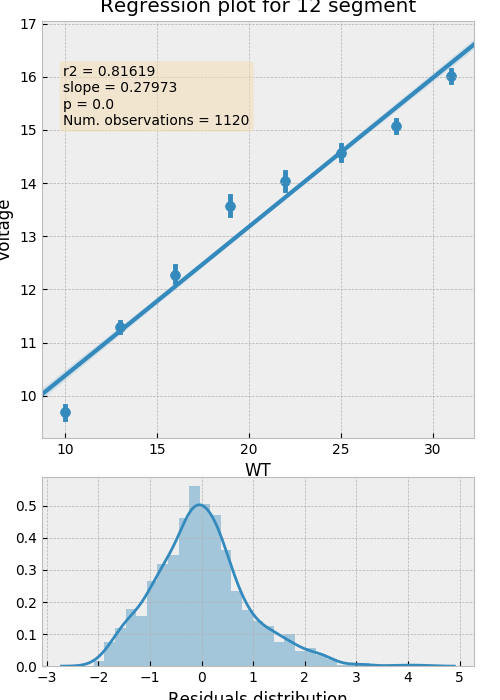 Regression plot for 12 segment
17
16
15
14
13
12
11
10
r2 = 0.81619
slope = 0.27973
p = 0.0
Num. observations = 1120
voltage
10 15 20 25 30
WT
0.5
0.4
0.3
0.2
0.1
0.0
−3 −2 −1 0 1 2 3 4 5
Residuals distribution